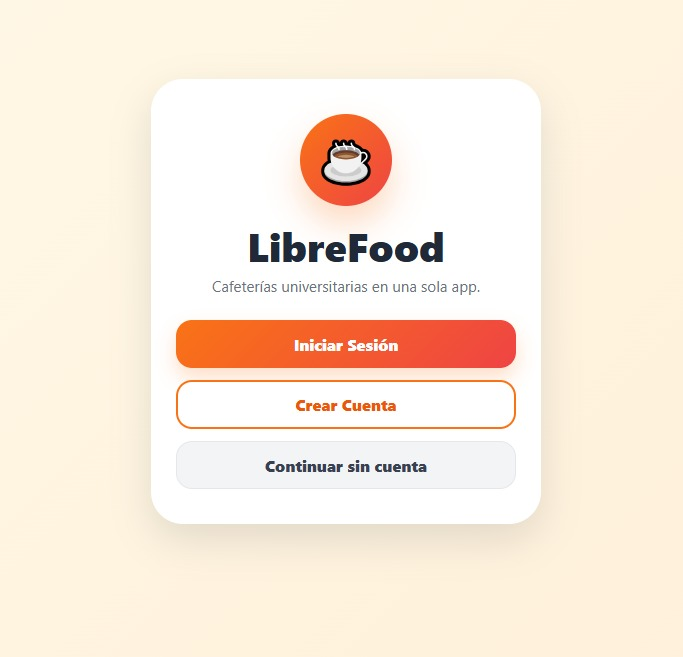 LibreFood
Cafeterías universitarias en una sola app.
Iniciar Sesión
Crear Cuenta
Continuar sin cuenta